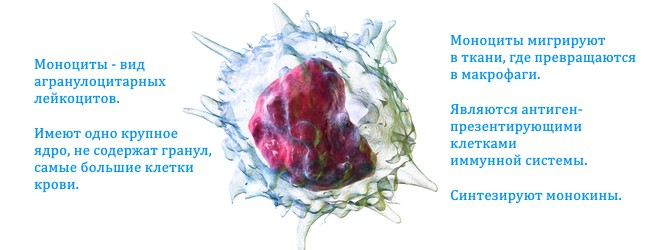 Моноциты - вид
агранулоцитарных
лейкоцитов.
Имеют одно крупное
ядро, не содержат гранул,
самые большие клетки
крови.
Моноциты мигрируют
в ткани, где превращаются
в макрофаги.
Являются антиген-
презентирующими
клетками
иммунной системы.
Синтезируют монокины.